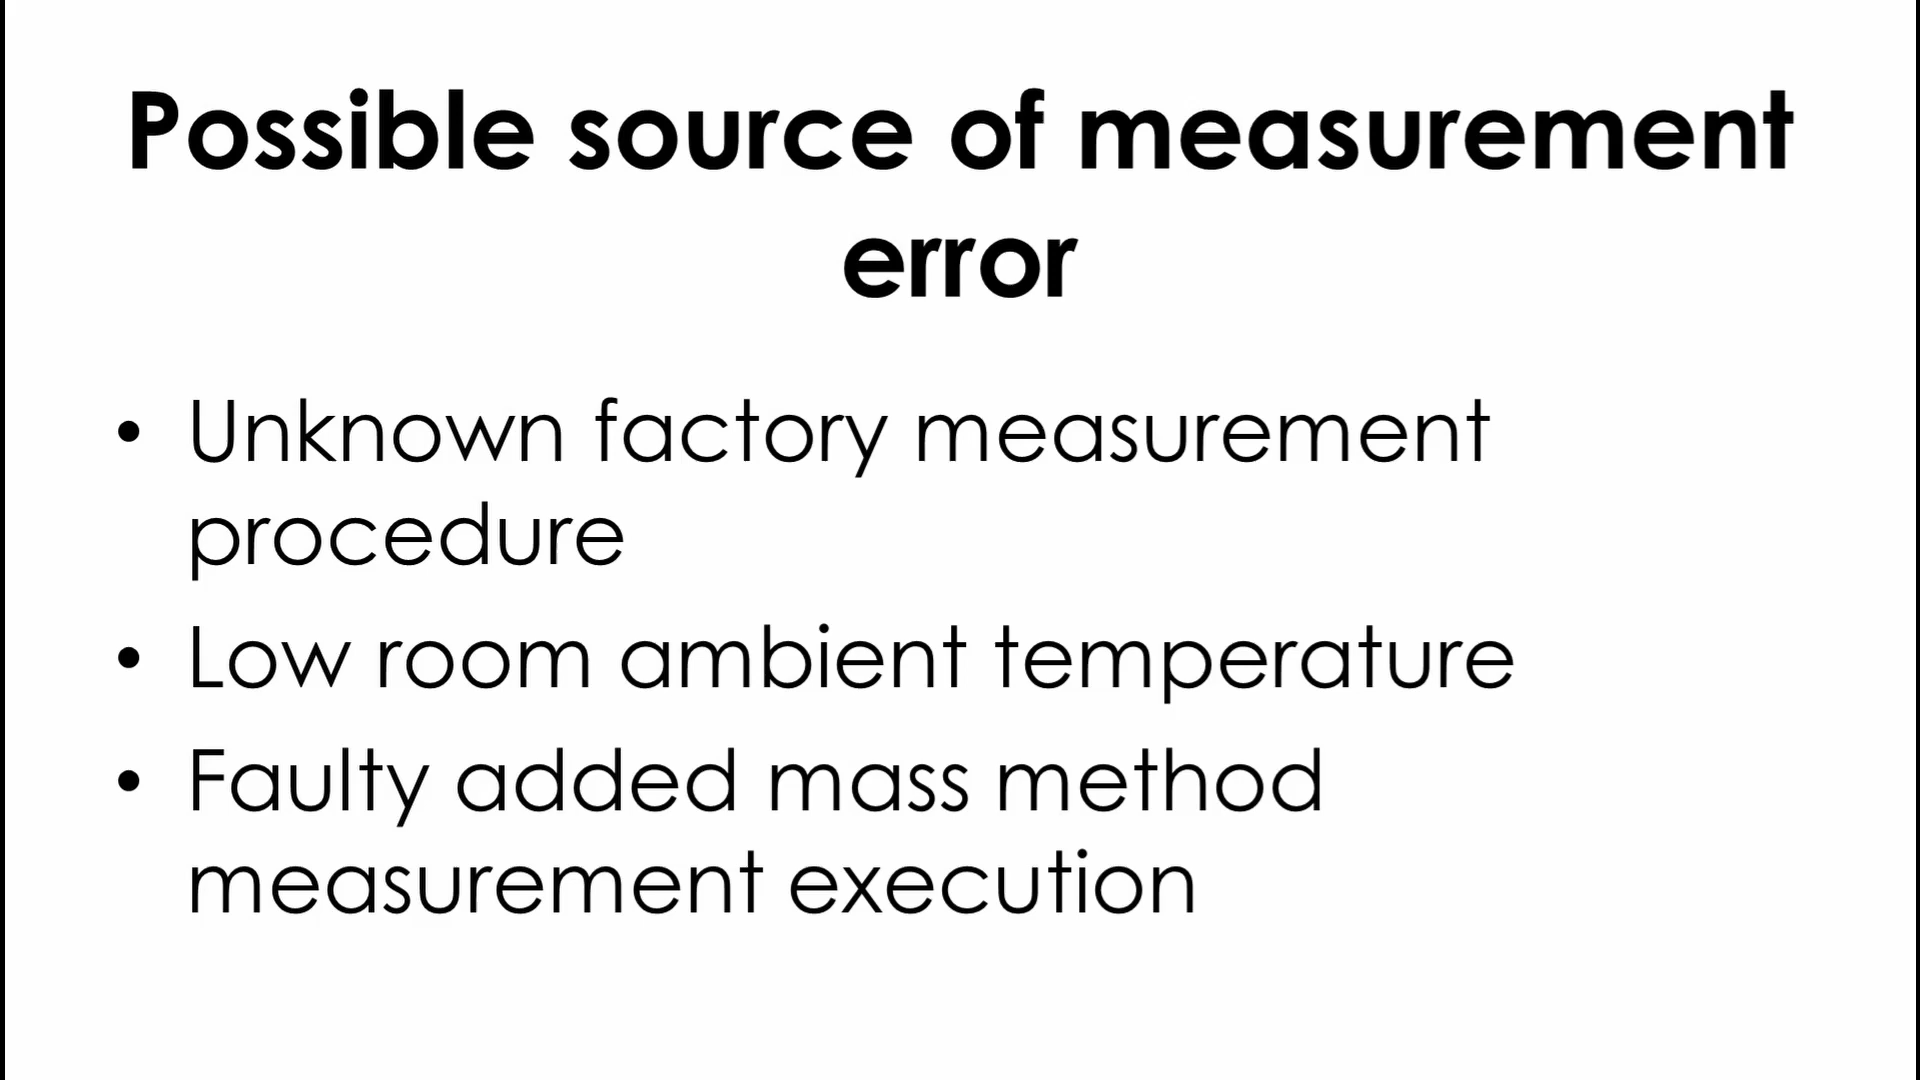 Possible source of measurement
error
• Unknown factory measurement
procedure
• Low room ambient temperature
• Faulty added mass method
measurement execution